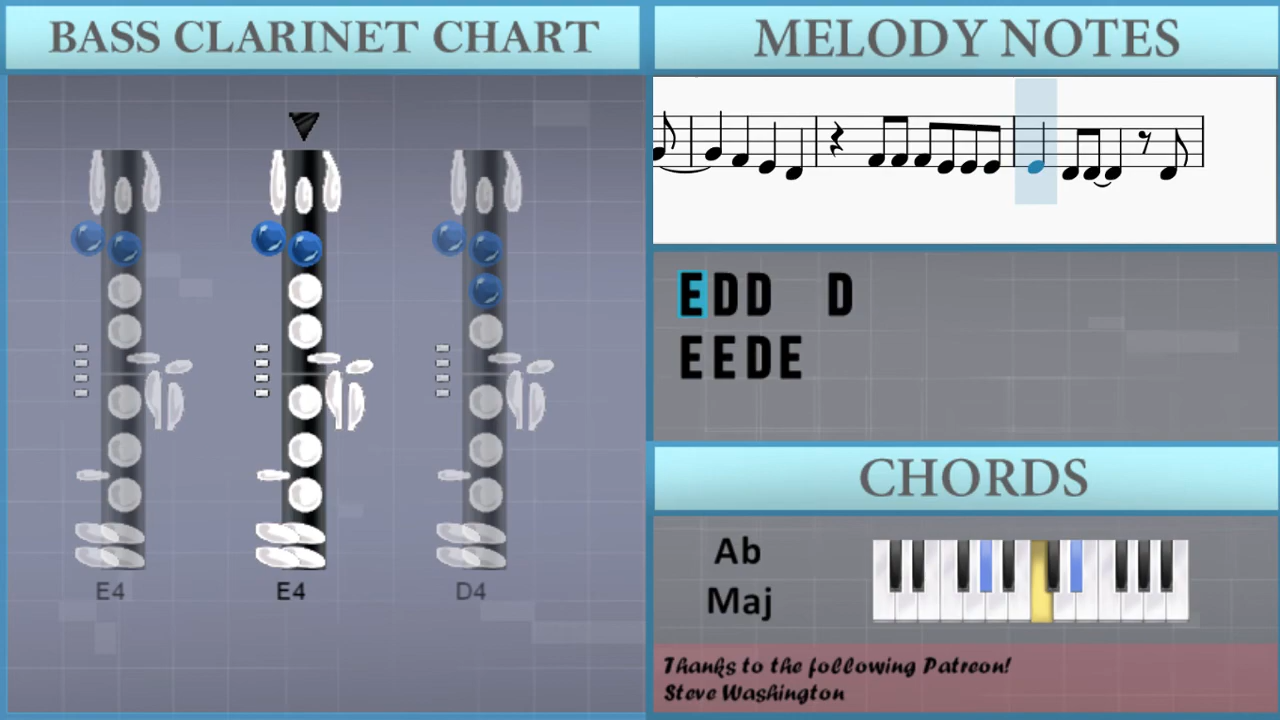 BASS CLARINET CHART
E4
E4
D4
MELODY NOTES
EDD D
EEDE
CHORDS
Ab
Maj
Thanks to the following Patreon!
Steve Washington